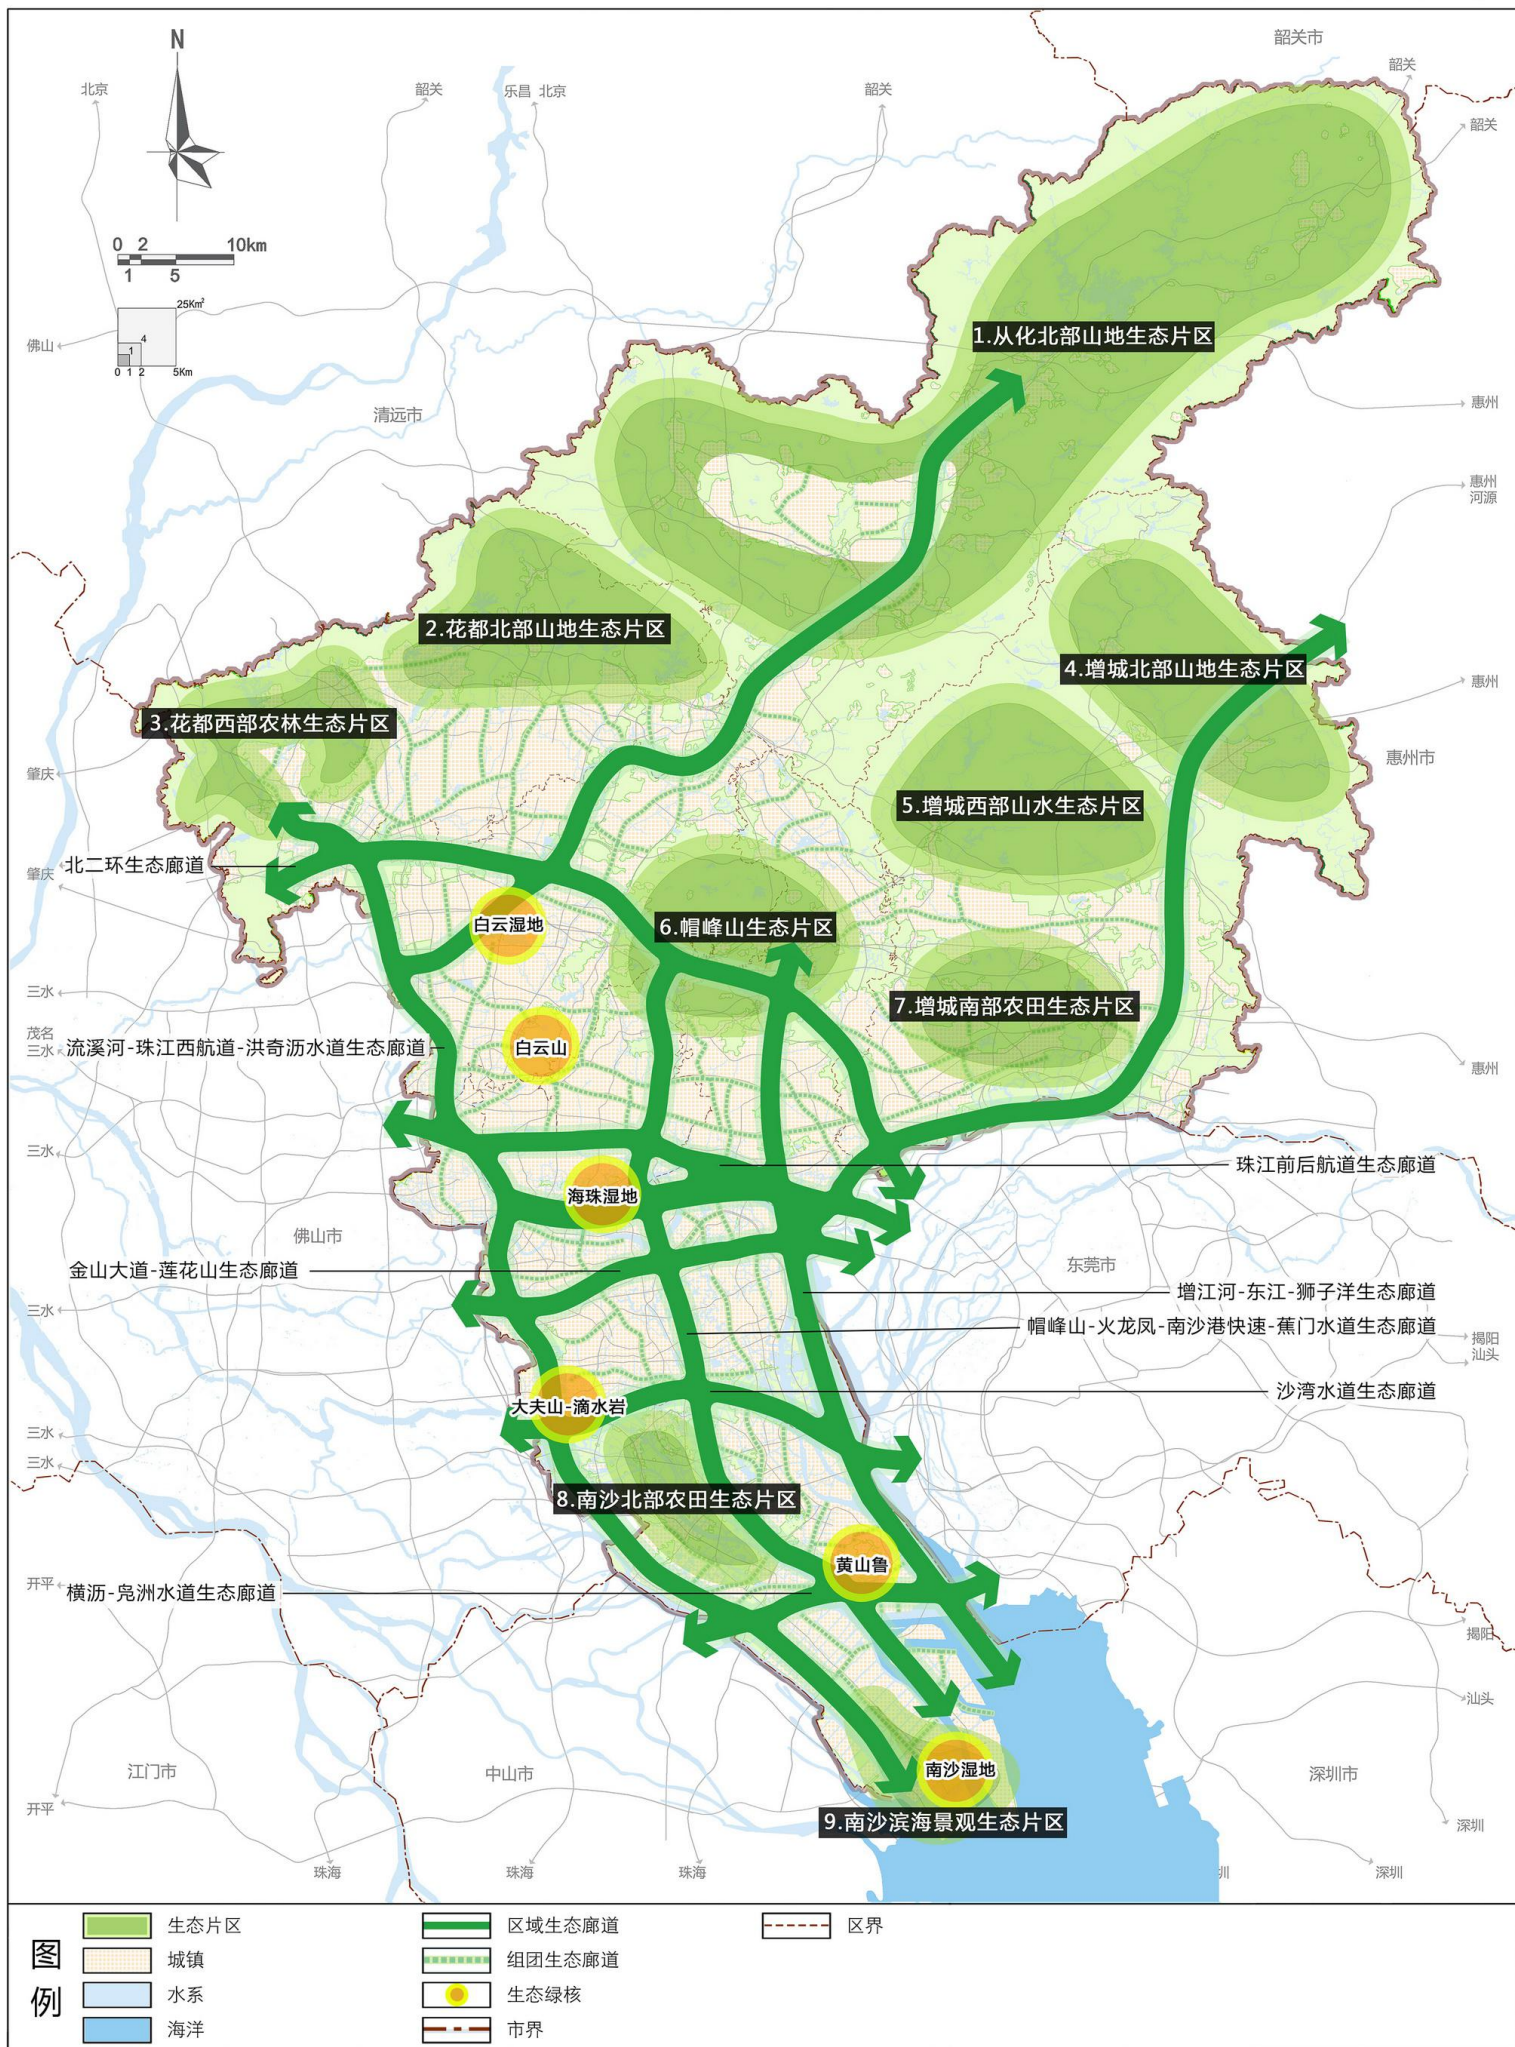 韶关市
N
北京
韶关
乐昌 北京
韶关
韶关
韶关
0 2 10km
1 5
25Km²
4
1
0 1 2 5Km
佛山
清远市
1.从化北部山地生态片区
惠州
惠州
河源
2.花都北部山地生态片区
4.增城北部山地生态片区
惠州
3.花都西部农林生态片区
惠州市
肇庆
5.增城西部山水生态片区
北二环生态廊道
肇庆
白云湿地
6.帽峰山生态片区
三水
7.增城南部农田生态片区
茂名
三水
流溪河-珠江西航道-洪奇沥水道生态廊道
白云山
惠州
三水
珠江前后航道生态廊道
海珠湿地
佛山市
金山大道-莲花山生态廊道
东莞市
增江河-东江-狮子洋生态廊道
三水
帽峰山-火龙凤-南沙港快速-蕉门水道生态廊道
揭阳
汕头
沙湾水道生态廊道
大夫山-滴水岩
三水
三水
8.南沙北部农田生态片区
黄山鲁
开平
横沥-凫洲水道生态廊道
揭阳
汕头
江门市
中山市
南沙湿地
深圳市
开平
9.南沙滨海景观生态片区
深圳
珠海
珠海
珠海
圳
深圳
图例
生态片区
区域生态廊道
区界
城镇
组团生态廊道
水系
生态绿核
海洋
市界